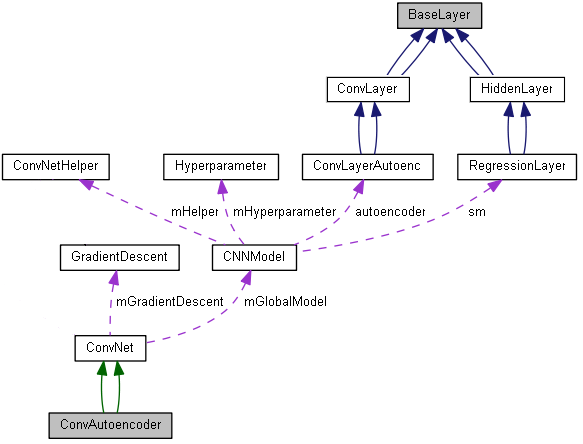 BaseLayer
ConvLayer
HiddenLayer
ConvNetHelper
Hyperparameter
ConvLayerAutoenc
RegressionLayer
mHelper
mHyperparameter
autoencoder
sm
GradientDescent
CNNModel
mGradientDescent
mGlobalModel
ConvNet
ConvAutoencoder